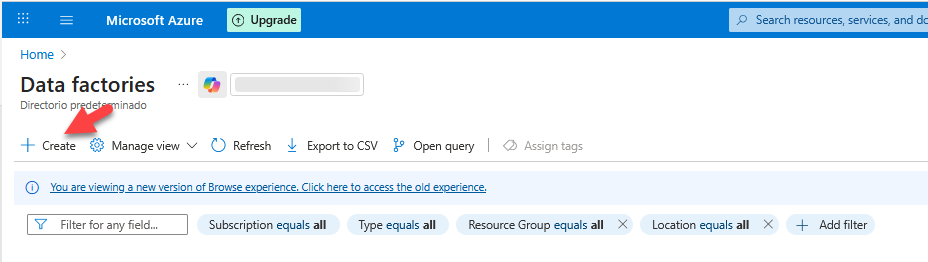 Microsoft Azure Upgrade Search resources, services, and do
Home
Data factories ...
Directorio predeterminado
Create Manage view Refresh Export to CSV Open query Assign tags
You are viewing a new version of Browse experience. Click here to access the old experience.
Filter for any field... Subscription equals all Type equals all Resource Group equals all Location equals all Add filter